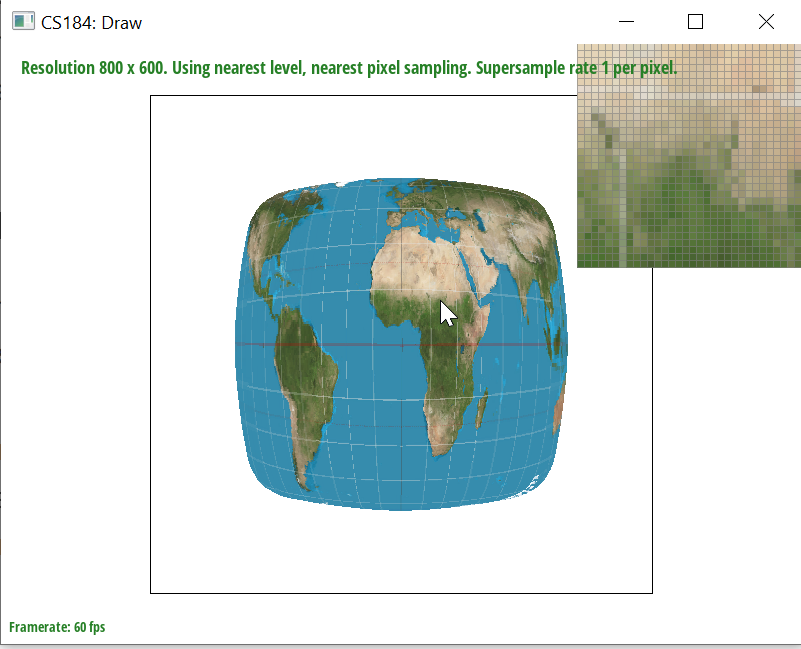 CS184: Draw
Resolution 800 x 600. Using nearest level, nearest pixel sampling. Supersample rate 1 per pixel.
Framerate: 60 fps